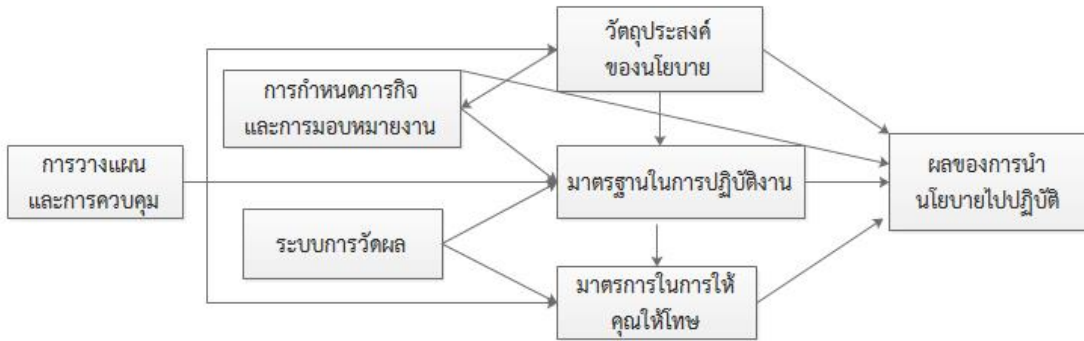 วัตถุประสงค์
ของนโยบาย
การกำหนดภารกิจ
และการมอบหมายงาน
การวางแผน
และการควบคุม
มาตรฐานในการปฏิบัติงาน
ผลของการนำ
นโยบายไปปฏิบัติ
ระบบการวัดผล
มาตรการในการให้
คุณให้โทษ